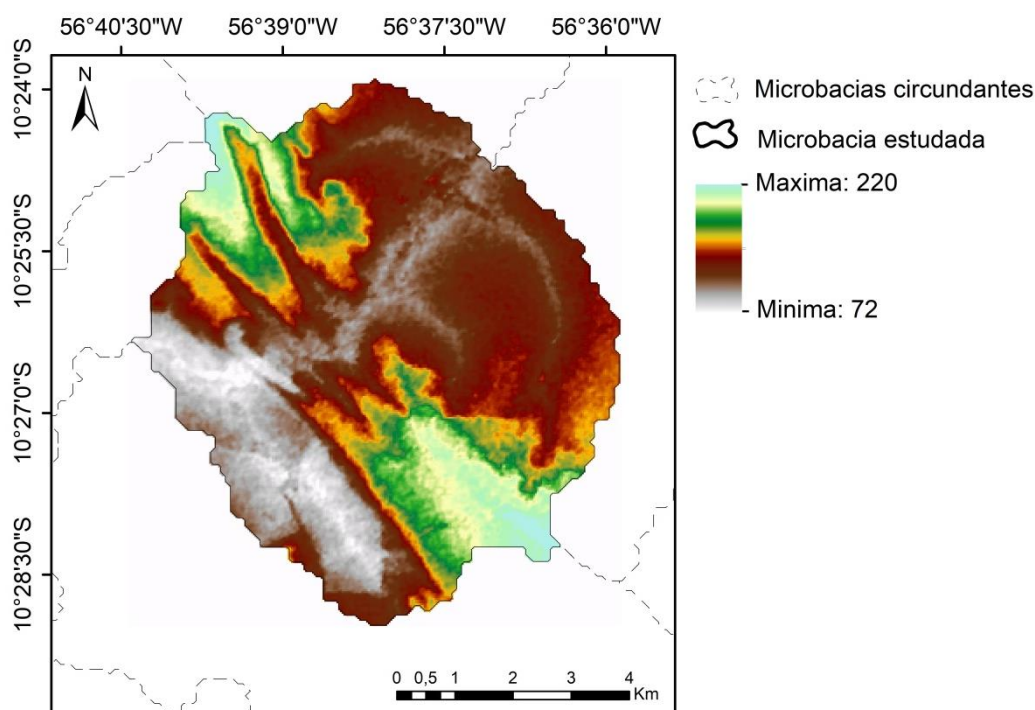 56°40'30"W 56°39'0"W 56°37'30"W 56°36'0"W
10°24'0"S
10°25'30"S
10°27'0"S
10°28'30"S
N
Microbacias circundantes
Microbacia estudada
- Maxima: 220
- Minima: 72
0 0,5 1 2 3 4
Km